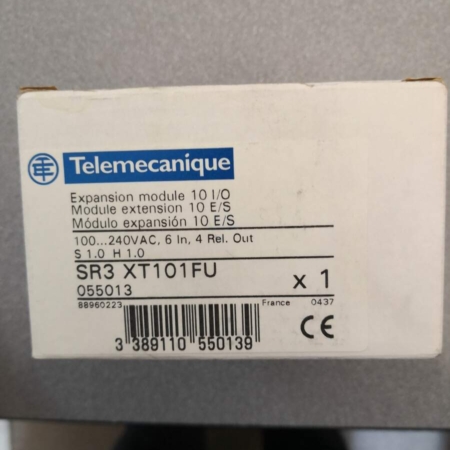 Telemecanique
Expansion module 10 I/O
Module extension 10 E/S
Módulo expansión 10 E/S
100...240VAC, 6 In, 4 Rel. Out
S 1.0 H 1.0
SR3 XT101FU
055013
x 1
88960223
France 0437
3 389110 550139
CE